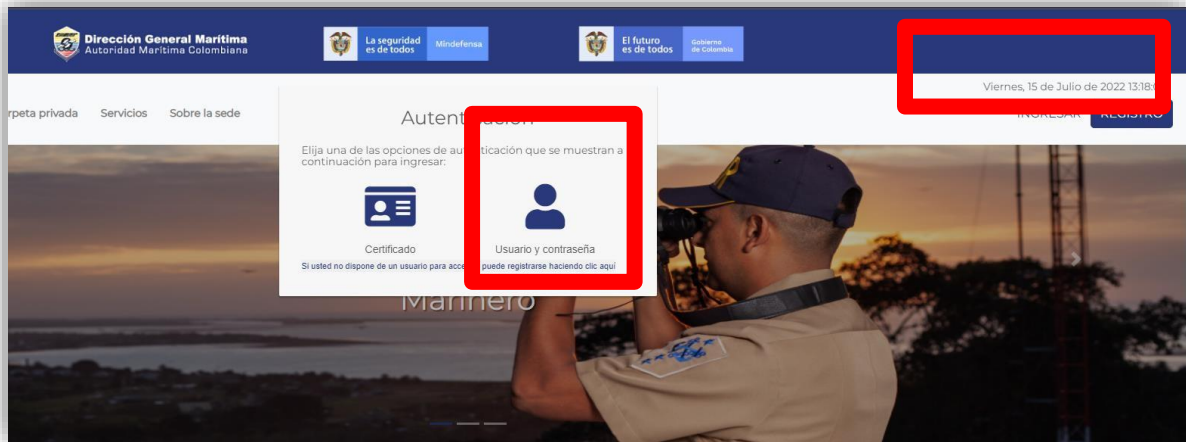 Dirección General Marítima
Autoridad Marítima Colombiana
La seguridad
es de todos
Mindefensa
El futuro
es de todos
Gobierno
de Colombia
Viernes, 15 de Julio de 2022 13:18:
rpeta privada Servicios Sobre la sede
INGRESAR REGISTRO
Autenticación
Elija una de las opciones de autenticación que se muestran a
continuación para ingresar:
Certificado Usuario y contraseña
Si usted no dispone de un usuario para acceder puede registrarse haciendo clic aquí
Marinero